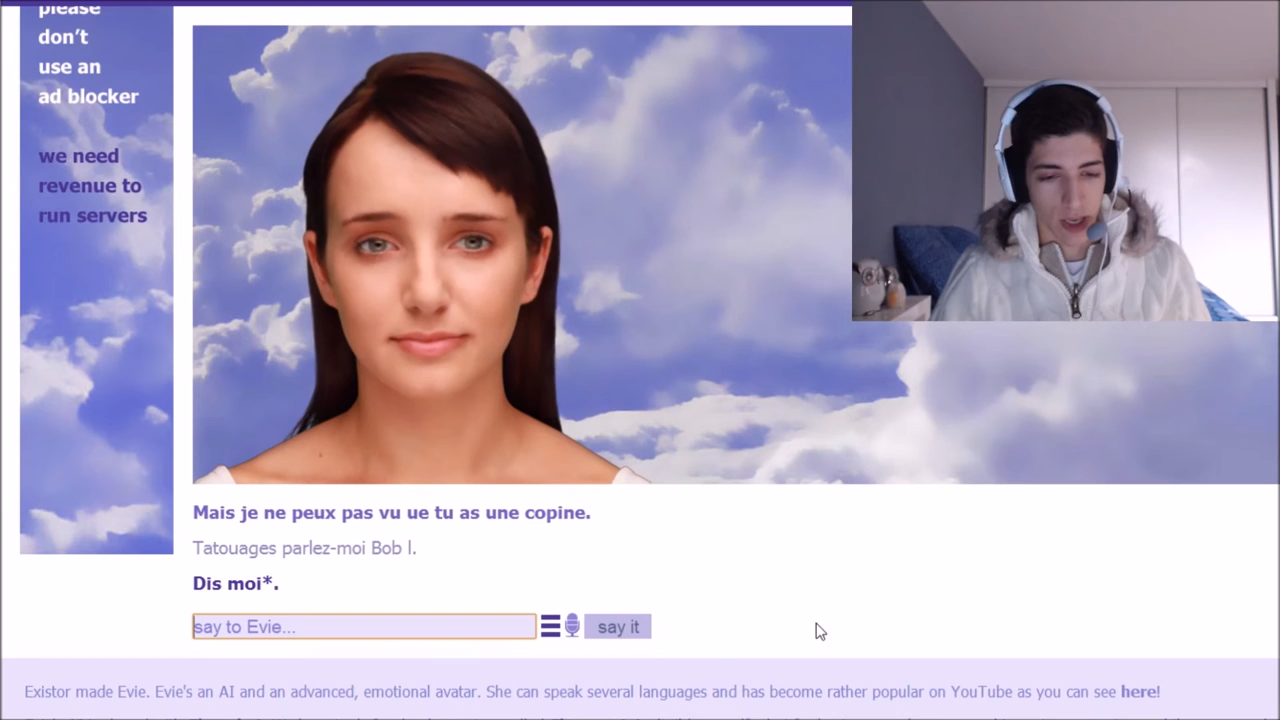 please
don't
use an
ad blocker
we need
revenue to
run servers
Mais je ne peux pas vu ue tu as une copine.
Tatouages parlez-moi Bob l.
Dis moi*.
say to Evie...
say it
Existor made Evie. Evie's an AI and an advanced, emotional avatar. She can speak several languages and has become rather popular on YouTube as you can see here!